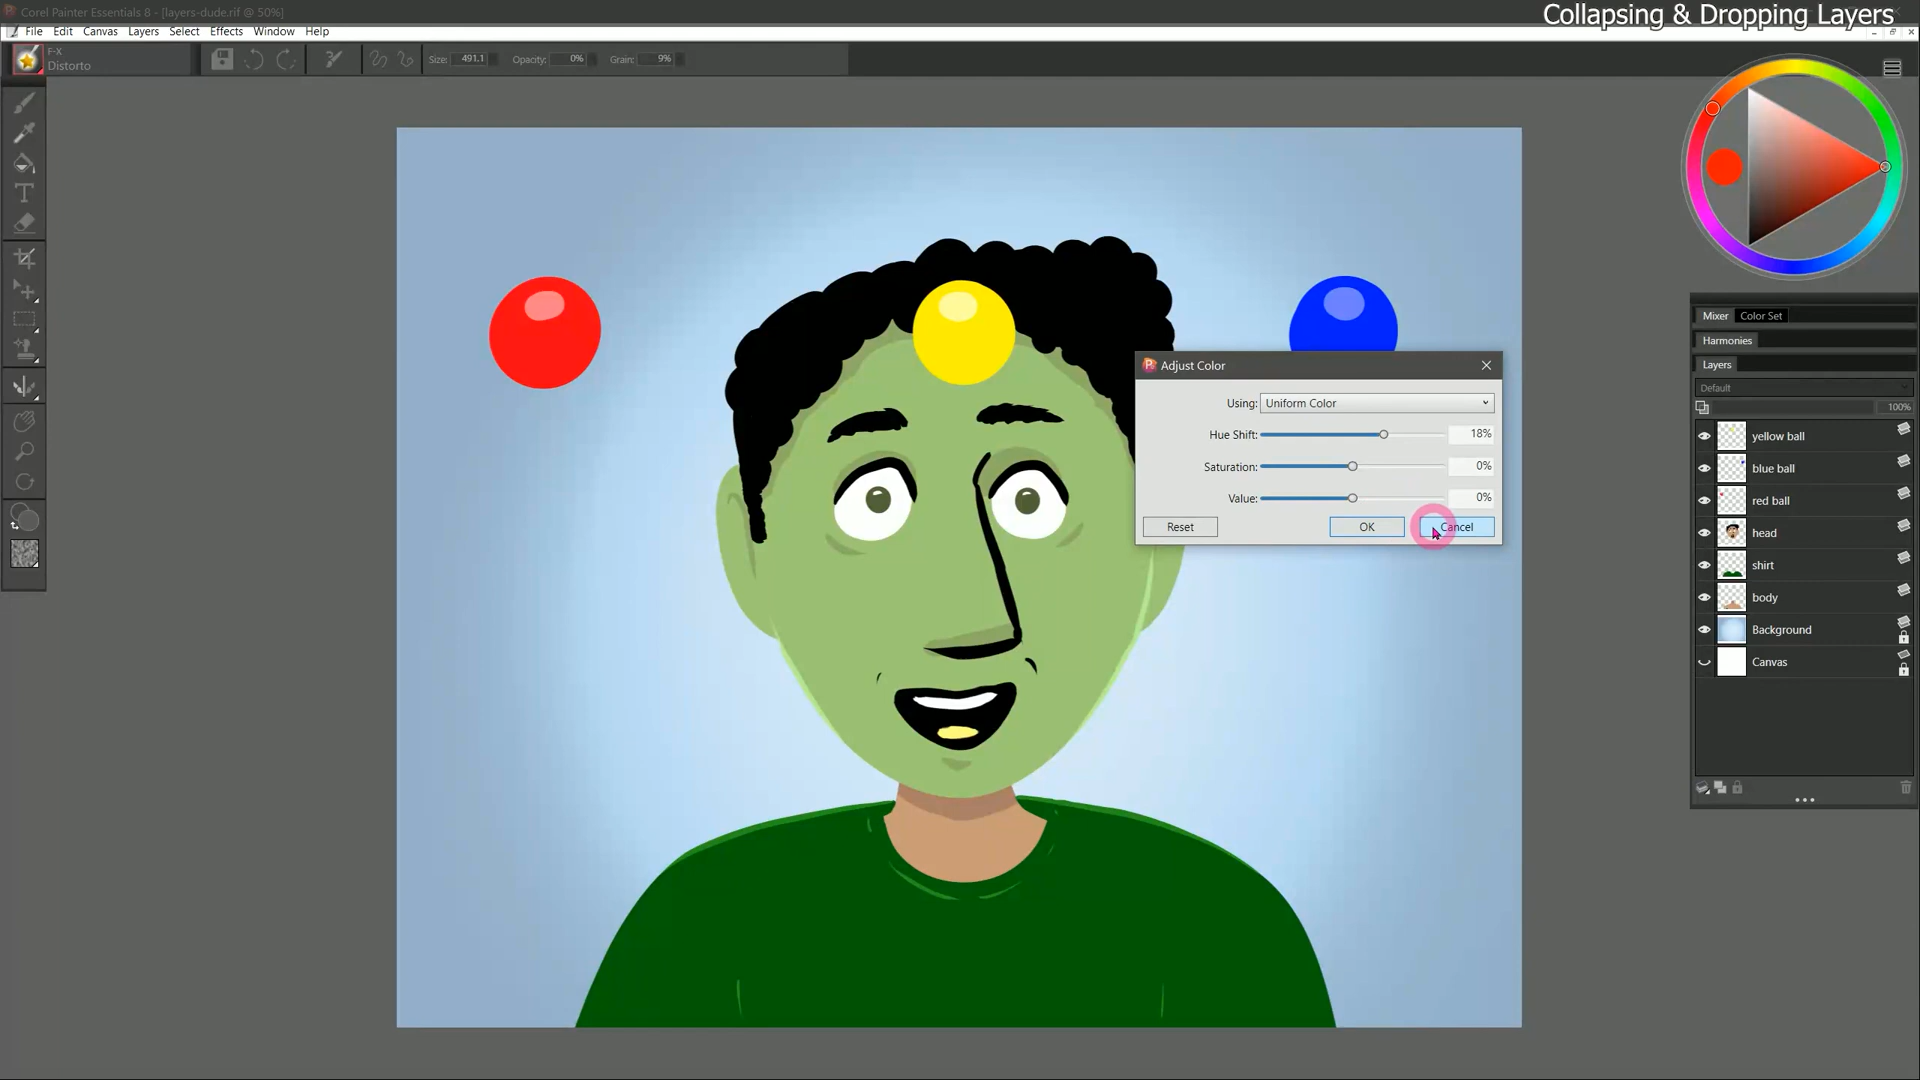 Corel Painter Essentials 8 - [layers-dude.rif @ 50%]
Collapsing & Dropping Layers
File Edit Canvas Layers Select Effects Window Help
F-X
Distorto
Size: 491.1 Opacity: 0% Grain: 9%
Mixer Color Set
Harmonies
Layers
Default
100%
yellow ball
blue ball
red ball
head
shirt
body
Background
Canvas
Adjust Color
Using: Uniform Color
Hue Shift: 18%
Saturation: 0%
Value: 0%
Reset OK Cancel